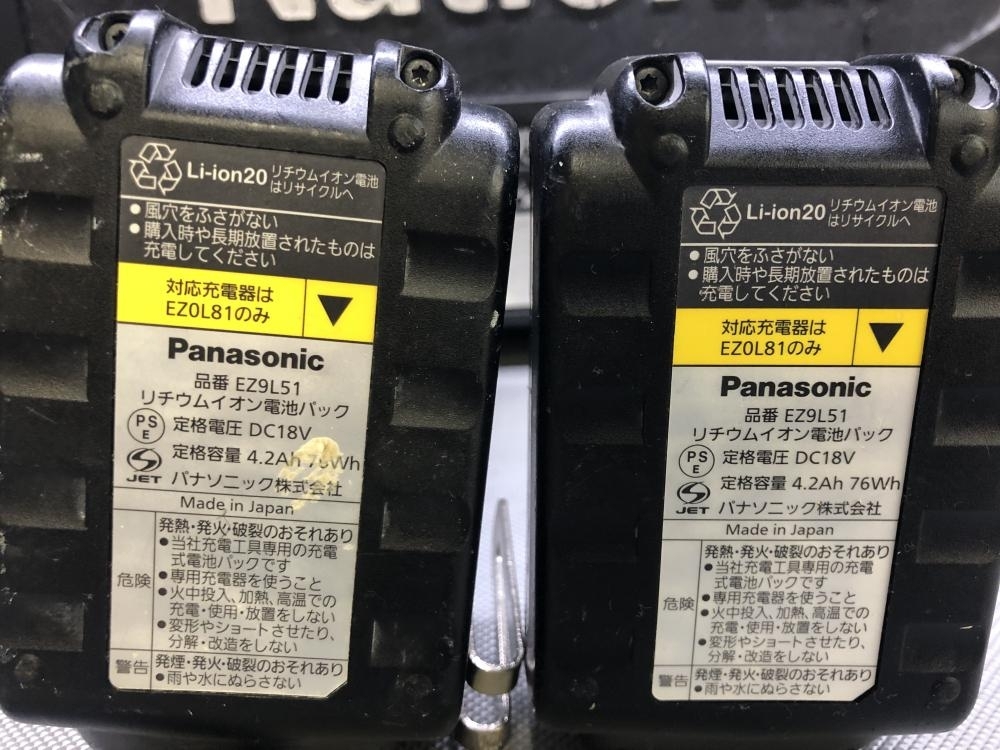 Li-ion20 リチウムイオン電池
はリサイクルへ
● 風穴をふさがない
● 購入時や長期放置されたものは
充電してください
対応充電器は
EZ0L81のみ
▼
Panasonic
品番 EZ9L51
リチウムイオン電池パック
PSE 定格電圧 DC18V
定格容量 4.2Ah 76Wh
JET パナソニック株式会社
Made in Japan
危険
発熱・発火・破裂のおそれあり
● 当社充電工具専用の充電
式電池パックです
● 専用充電器を使うこと
● 火中投入、加熱、高温での
充電・使用・放置をしない
● 変形やショートさせたり、
分解・改造をしない
警告
発煙・発火・破裂のおそれあり
● 雨や水にぬらさない
Li-ion20 リチウムイオン電池
はリサイクルへ
● 風穴をふさがない
● 購入時や長期放置されたものは
充電してください
対応充電器は
EZ0L81のみ
▼
Panasonic
品番 EZ9L51
リチウムイオン電池パック
PSE 定格電圧 DC18V
定格容量 4.2Ah 76Wh
JET パナソニック株式会社
Made in Japan
危険
発熱・発火・破裂のおそれあり
● 当社充電工具専用の充電
式電池パックです
● 専用充電器を使うこと
● 火中投入、加熱、高温での
充電・使用・放置をしない
● 変形やショートさせたり、
分解・改造をしない
警告
発煙・発火・破裂のおそれあり
● 雨や水にぬらさない